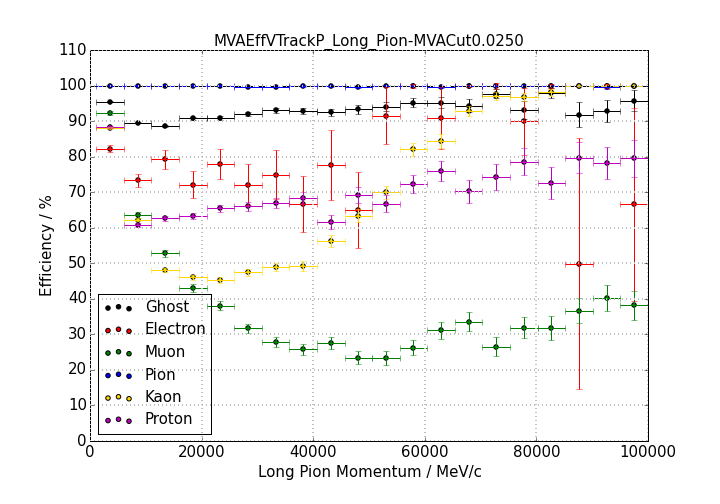 MVAEffVTrackP_Long_Pion-MVACut0.0250
110
100
90
80
70
60
50
40
30
20
10
0
Efficiency / %
Ghost
Electron
Muon
Pion
Kaon
Proton
0 20000 40000 60000 80000 100000
Long Pion Momentum / MeV/c